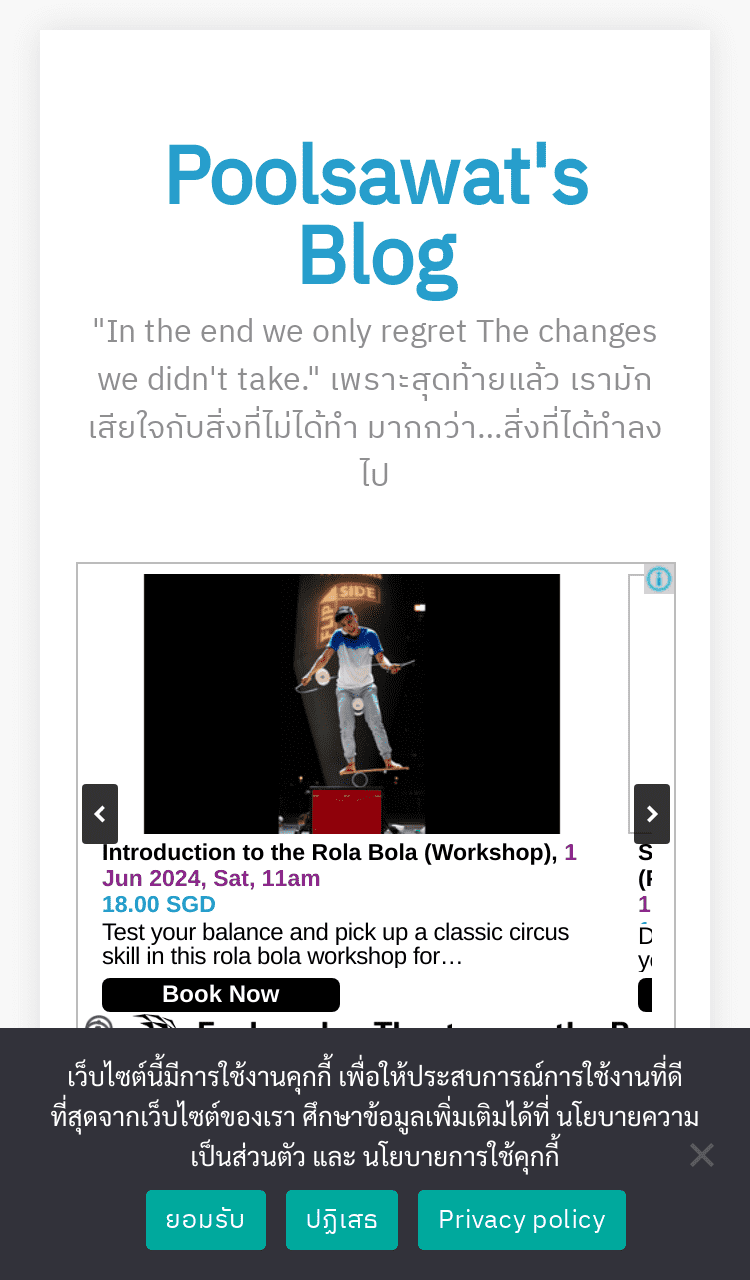 Poolsawat's
Blog
"In the end we only regret The changes
we didn't take." เพราะสุดท้ายแล้ว เรามัก
เสียใจกับสิ่งที่ไม่ได้ทำ มากกว่า...สิ่งที่ได้ทำลง
ไป
FLIP SIDE
Introduction to the Rola Bola (Workshop), 1
Jun 2024, Sat, 11am
18.00 SGD
Test your balance and pick up a classic circus
skill in this rola bola workshop for…
Book Now
เว็บไซต์นี้มีการใช้งานคุกกี้ เพื่อให้ประสบการณ์การใช้งานที่ดี
ที่สุดจากเว็บไซต์ของเรา ศึกษาข้อมูลเพิ่มเติมได้ที่ นโยบายความ
เป็นส่วนตัว และ นโยบายการใช้คุกกี้
ยอมรับ
ปฏิเสธ
Privacy policy